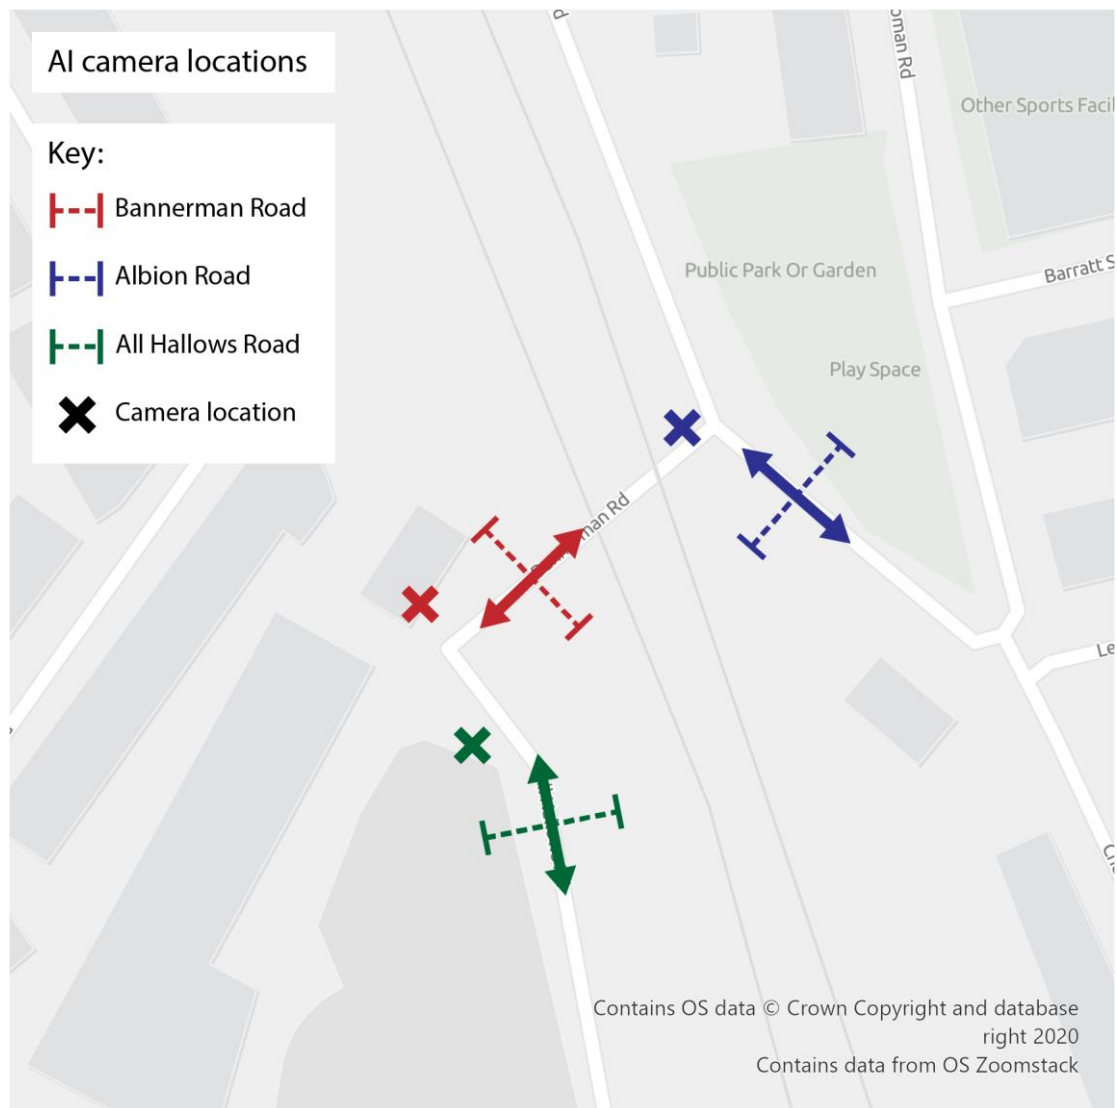 AI camera locations
Key:
Bannerman Road
Albion Road
All Hallows Road
Camera location
Other Sports Facil
oman Rd
Public Park Or Garden
Barratt S
Play Space
man Rd
Le
Contains OS data © Crown Copyright and database
right 2020
Contains data from OS Zoomstack